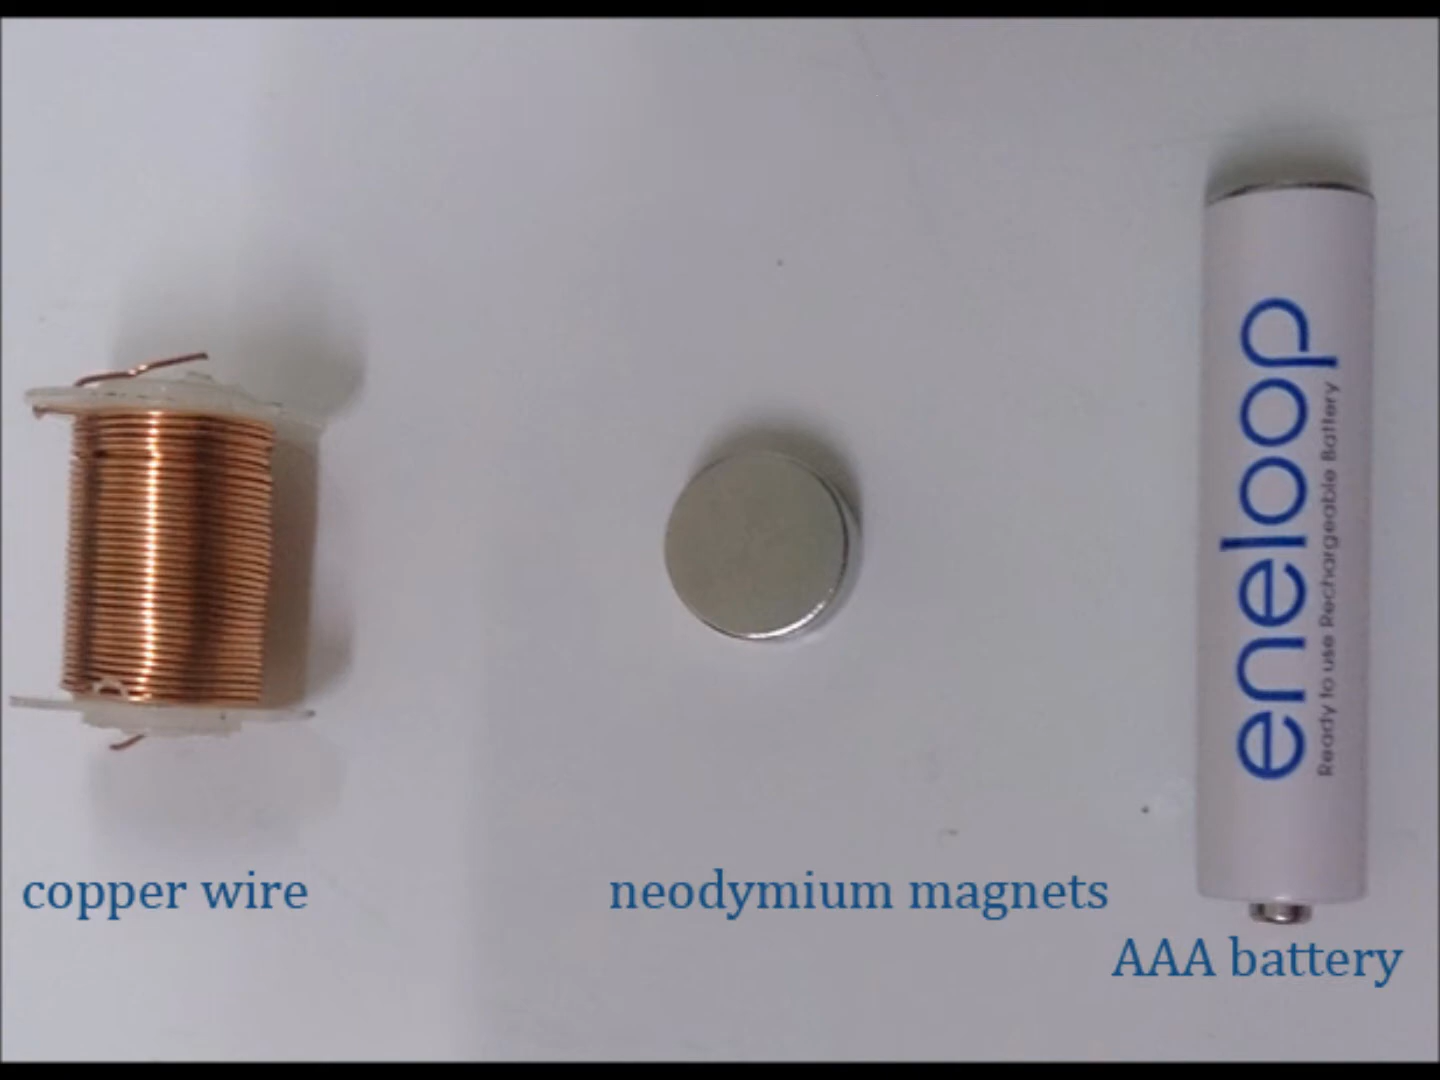 eneloop
Ready to use Rechargeable Battery
copper wire
neodymium magnets
AAA battery